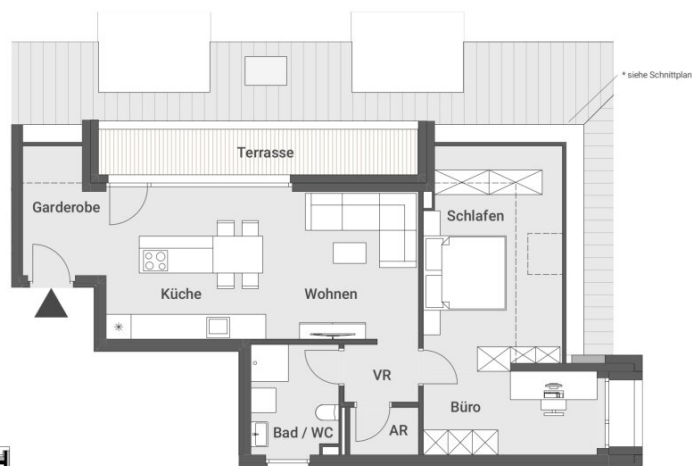 * siehe Schnittplan
Terrasse
Garderobe
Schlafen
Küche
Wohnen
VR
Büro
Bad / WC
AR